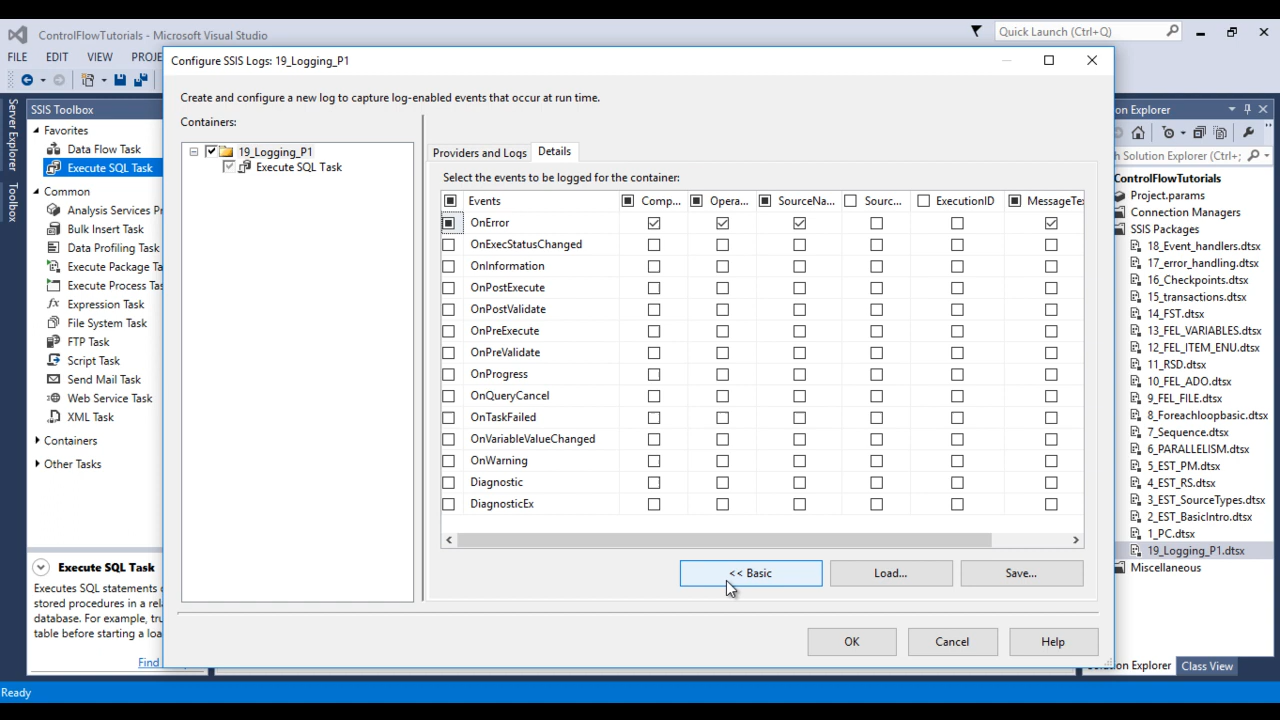 ControlFlowTutorials - Microsoft Visual Studio
Quick Launch (Ctrl+Q)
FILE EDIT VIEW PROJE
Configure SSIS Logs: 19_Logging_P1
Create and configure a new log to capture log-enabled events that occur at run time.
Containers:
19_Logging_P1
Execute SQL Task
Providers and Logs Details
Select the events to be logged for the container:
Events Comp... Opera... SourceNa... Sourc... ExecutionID MessageTe
OnError
OnExecStatusChanged
OnInformation
OnPostExecute
OnPostValidate
OnPreExecute
OnPreValidate
OnProgress
OnQueryCancel
OnTaskFailed
OnVariableValueChanged
OnWarning
Diagnostic
DiagnosticEx
<< Basic Load... Save...
OK Cancel Help
Server Explorer
Toolbox
SSIS Toolbox
Favorites
Data Flow Task
Execute SQL Task
Common
Analysis Services Pr
Bulk Insert Task
Data Profiling Task
Execute Package Ta
Execute Process Tas
Expression Task
File System Task
FTP Task
Script Task
Send Mail Task
Web Service Task
XML Task
Containers
Other Tasks
Execute SQL Task
Executes SQL statements
stored procedures in a rela
database. For example, tru
table before starting a loa
Find
on Explorer
h Solution Explorer (Ctrl+;
ControlFlowTutorials
Project.params
Connection Managers
SSIS Packages
18_Event_handlers.dtsx
17_error_handling.dtsx
16_Checkpoints.dtsx
15_transactions.dtsx
14_FST.dtsx
13_FEL_VARIABLES.dtsx
12_FEL_ITEM_ENU.dtsx
11_RSD.dtsx
10_FEL_ADO.dtsx
9_FEL_FILE.dtsx
8_Foreachloopbasic.dtsx
7_Sequence.dtsx
6_PARALLELISM.dtsx
5_EST_PM.dtsx
4_EST_RS.dtsx
3_EST_SourceTypes.dtsx
2_EST_BasicIntro.dtsx
1_PC.dtsx
19_Logging_P1.dtsx
Miscellaneous
on Explorer Class View
Ready